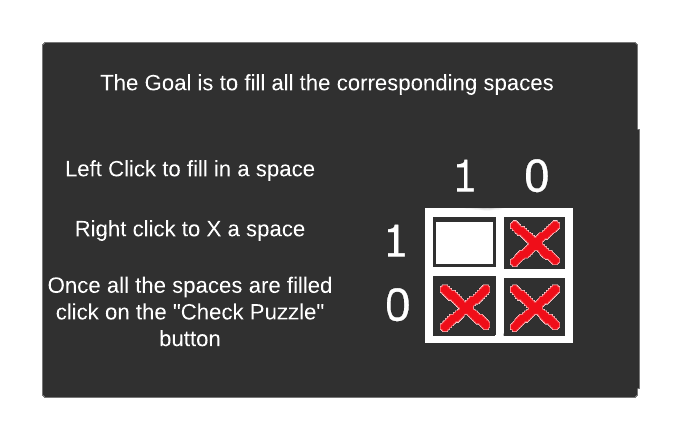 The Goal is to fill all the corresponding spaces
Left Click to fill in a space
Right click to X a space
Once all the spaces are filled
click on the "Check Puzzle"
button
1 0
1
0